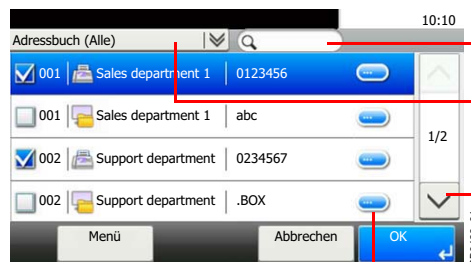 10:10
Adressbuch (Alle)
001 Sales department 1 0123456
001 Sales department 1 abc
1/2
002 Support department 0234567
002 Support department .BOX
Menü Abbrechen OK